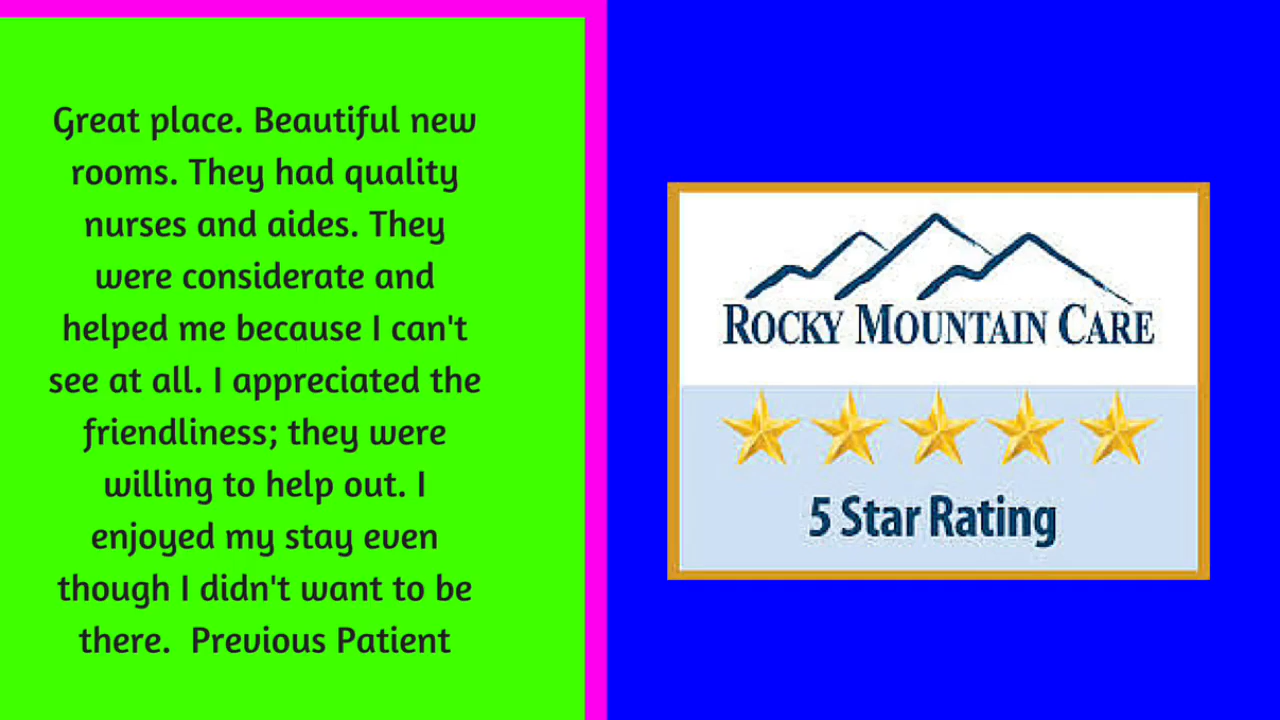 Great place. Beautiful new
rooms. They had quality
nurses and aides. They
were considerate and
helped me because I can't
see at all. I appreciated the
friendliness; they were
willing to help out. I
enjoyed my stay even
though I didn't want to be
there.  Previous Patient
ROCKY MOUNTAIN CARE
5 Star Rating